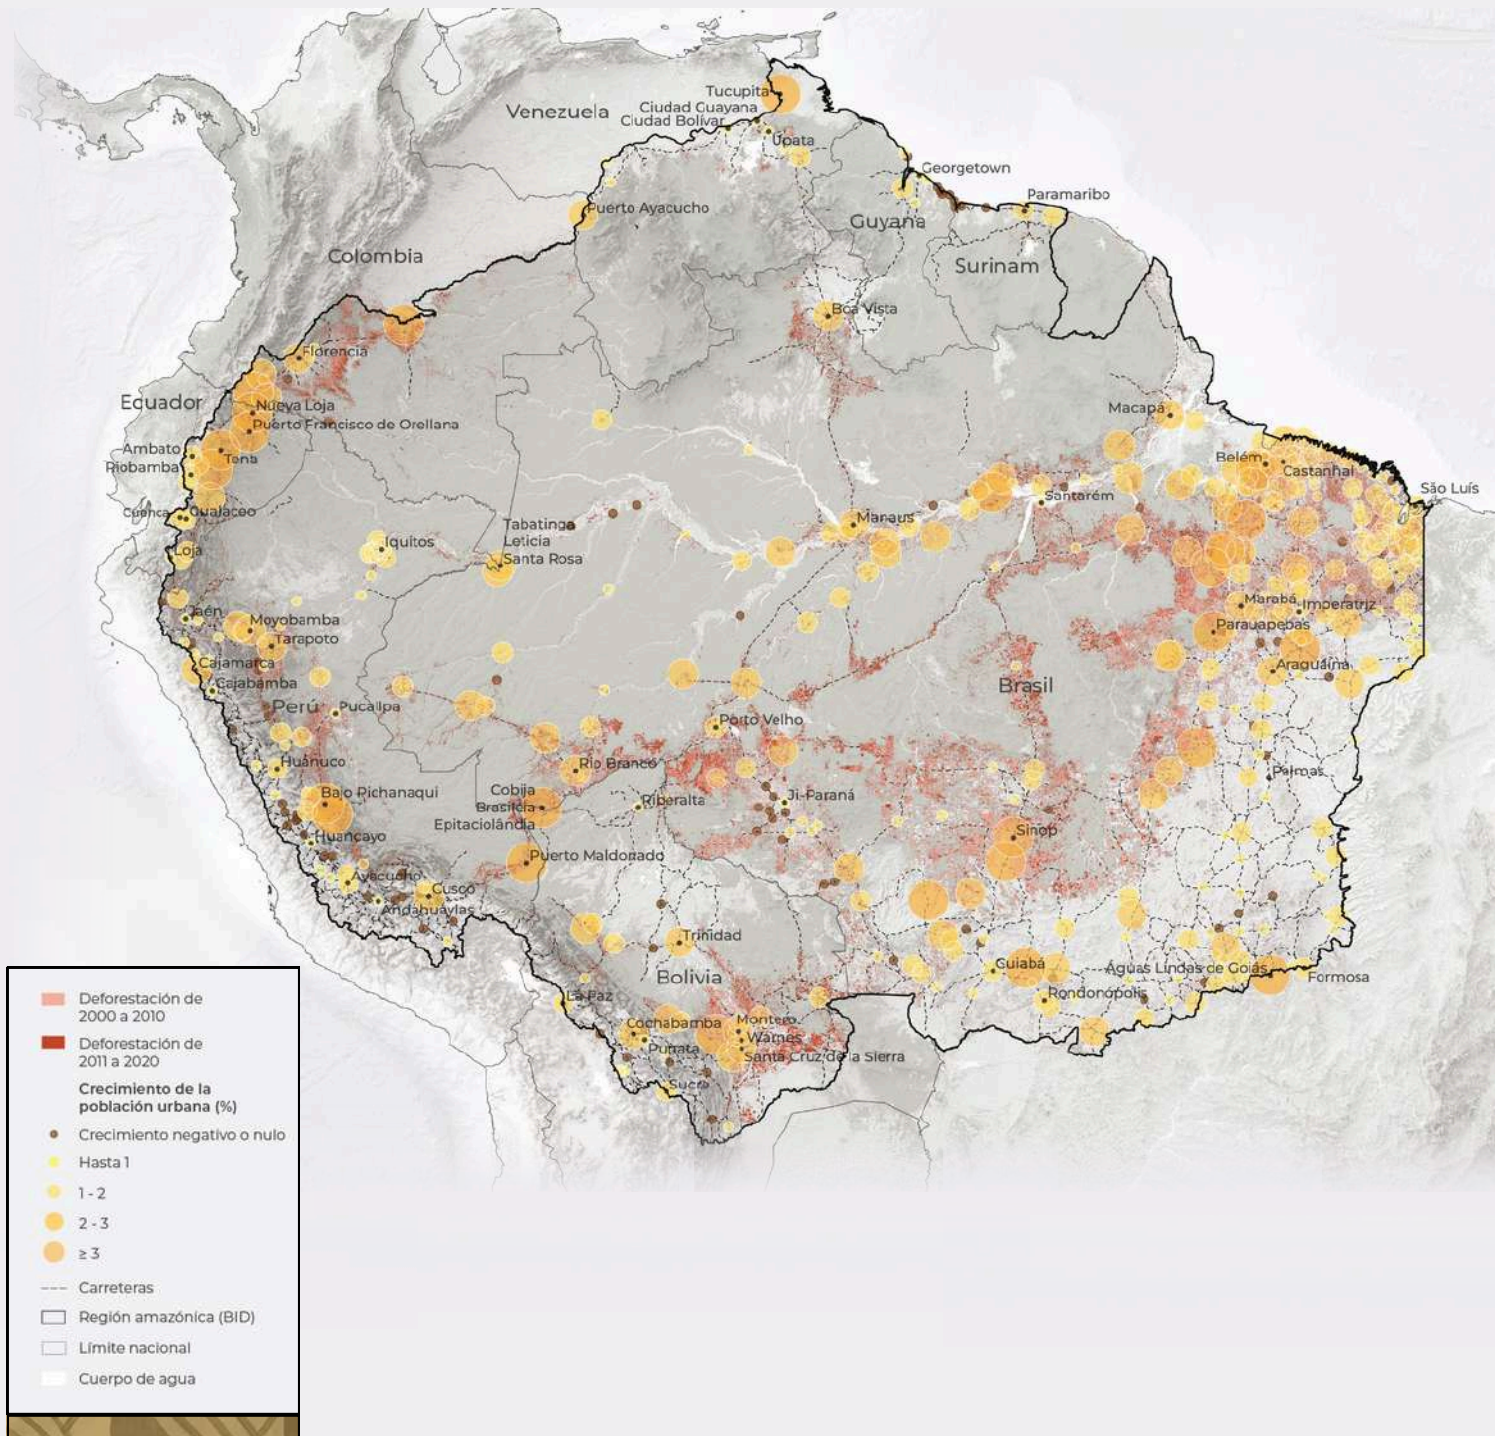 Tucupita
Ciudad Guayana
Venezuela
Ciudad Bolívar
Upata
Georgetown
Paramaribo
Puerto Ayacucho
Guyana
Colombia
Surinam
Boa Vista
Florencia
Ecuador
Nueva Loja
Macapá
Puerto Francisco de Orellana
Ambato
Tena
Belém
Riobamba
Castanhal
São Luís
Santarém
Cuenca
Gualaceo
Manaus
Tabatinga
Iquitos
Leticia
Loja
Santa Rosa
Jaén
Marabá
Imperatriz
Moyobamba
Parauapebas
Tarapoto
Cajamarca
Araguaína
Cajabamba
Brasil
Perú
Pucallpa
Porto Velho
Huánuco
Rio Branco
Palmas
Bajo Pichanaqui
Cobija
Brasiléia
Riberalta
Ji-Paraná
Epitaciolândia
Sinop
Huancayo
Puerto Maldonado
Ayacucho
Cusco
Andahuaylas
Trinidad
Cuiabá
Águas Lindas de Goiás
Formosa
Bolivia
La Paz
Rondonópolis
Cochabamba
Montero
Punata
Warnes
Santa Cruz de la Sierra
Sucre
Deforestación de
2000 a 2010
Deforestación de
2011 a 2020
Crecimiento de la
población urbana (%)
Crecimiento negativo o nulo
Hasta 1
1 - 2
2 - 3
≥ 3
Carreteras
Región amazónica (BID)
Límite nacional
Cuerpo de agua